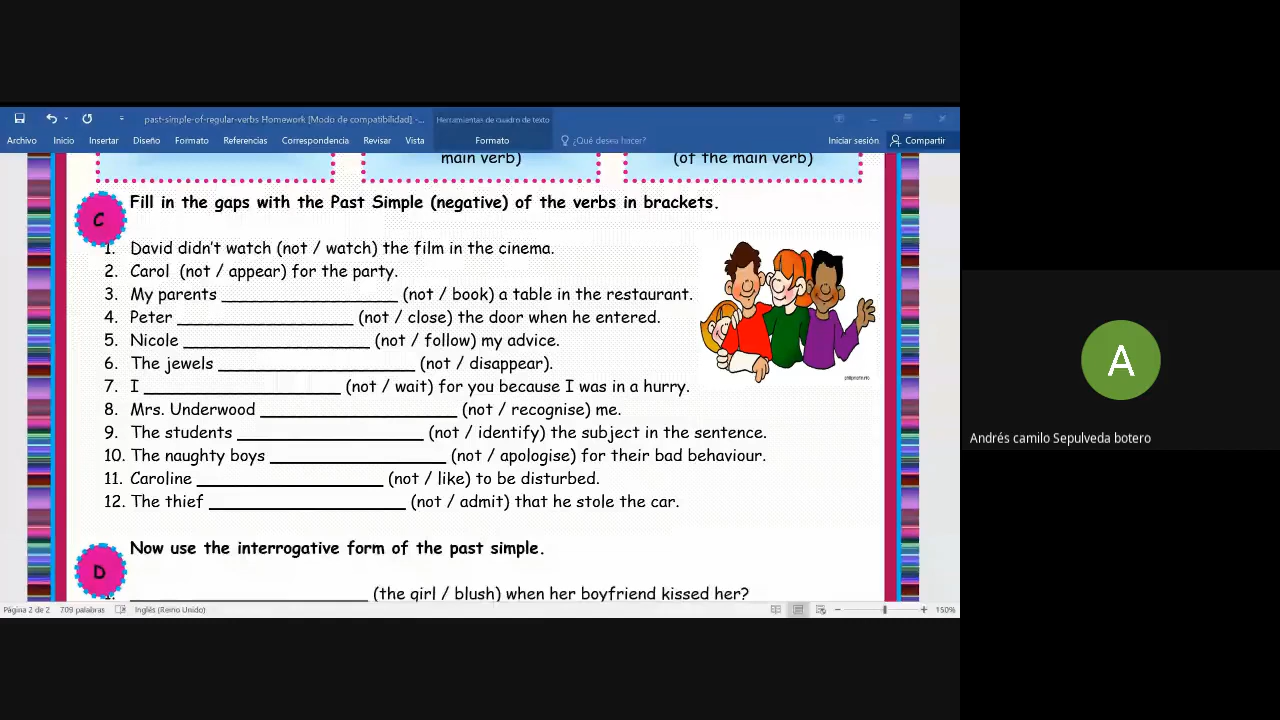 past-simple-of-regular-verbs Homework [Modo de compatibilidad] -...
Herramientas de cuadro de texto
Archivo Inicio Insertar Diseño Formato Referencias Correspondencia Revisar Vista Formato ¿Qué desea hacer? Iniciar sesión Compartir
main verb) (of the main verb)
C
Fill in the gaps with the Past Simple (negative) of the verbs in brackets.
1. David didn't watch (not / watch) the film in the cinema.
2. Carol (not / appear) for the party.
3. My parents __________________ (not / book) a table in the restaurant.
4. Peter __________________ (not / close) the door when he entered.
5. Nicole ___________________ (not / follow) my advice.
6. The jewels ____________________ (not / disappear).
7. I _______________________ (not / wait) for you because I was in a hurry.
8. Mrs. Underwood ____________________ (not / recognise) me.
9. The students ___________________ (not / identify) the subject in the sentence.
10. The naughty boys __________________ (not / apologise) for their bad behaviour.
11. Caroline ___________________ (not / like) to be disturbed.
12. The thief ____________________ (not / admit) that he stole the car.
D
Now use the interrogative form of the past simple.
1. ________________________ (the girl / blush) when her boyfriend kissed her?
Página 2 de 2 709 palabras Inglés (Reino Unido) 150%
A
Andrés camilo Sepulveda botero